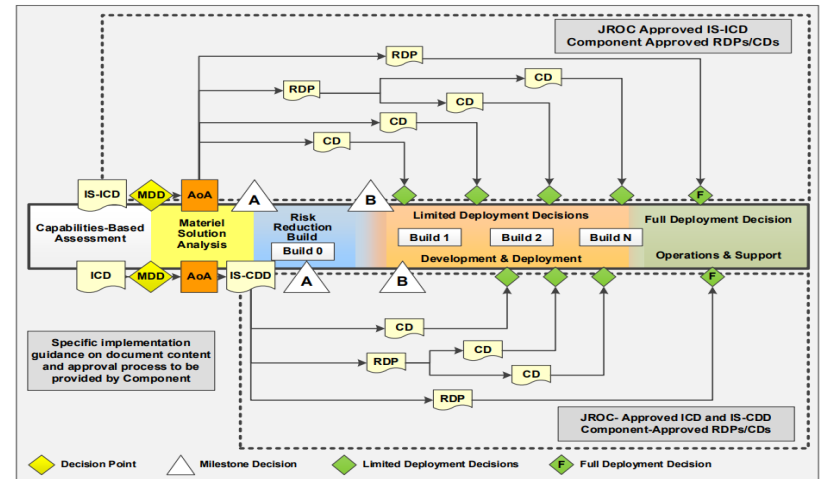 JROC Approved IS-ICD
Component Approved RDPs/CDs
RDP
RDP
CD
CD
CD
CD
IS-ICD
MDD
AoA
A
B
F
Capabilities-Based
Assessment
Materiel
Solution
Analysis
Risk
Reduction
Build
Build 0
Limited Deployment Decisions
Build 1
Build 2
Build N
Development & Deployment
Full Deployment Decision
Operations & Support
ICD
MDD
AoA
IS-CDD
A
B
F
Specific implementation
guidance on document content
and approval process to be
provided by Component
CD
RDP
CD
CD
RDP
JROC- Approved ICD and IS-CDD
Component-Approved RDPs/CDs
Decision Point
Milestone Decision
Limited Deployment Decisions
F
Full Deployment Decision